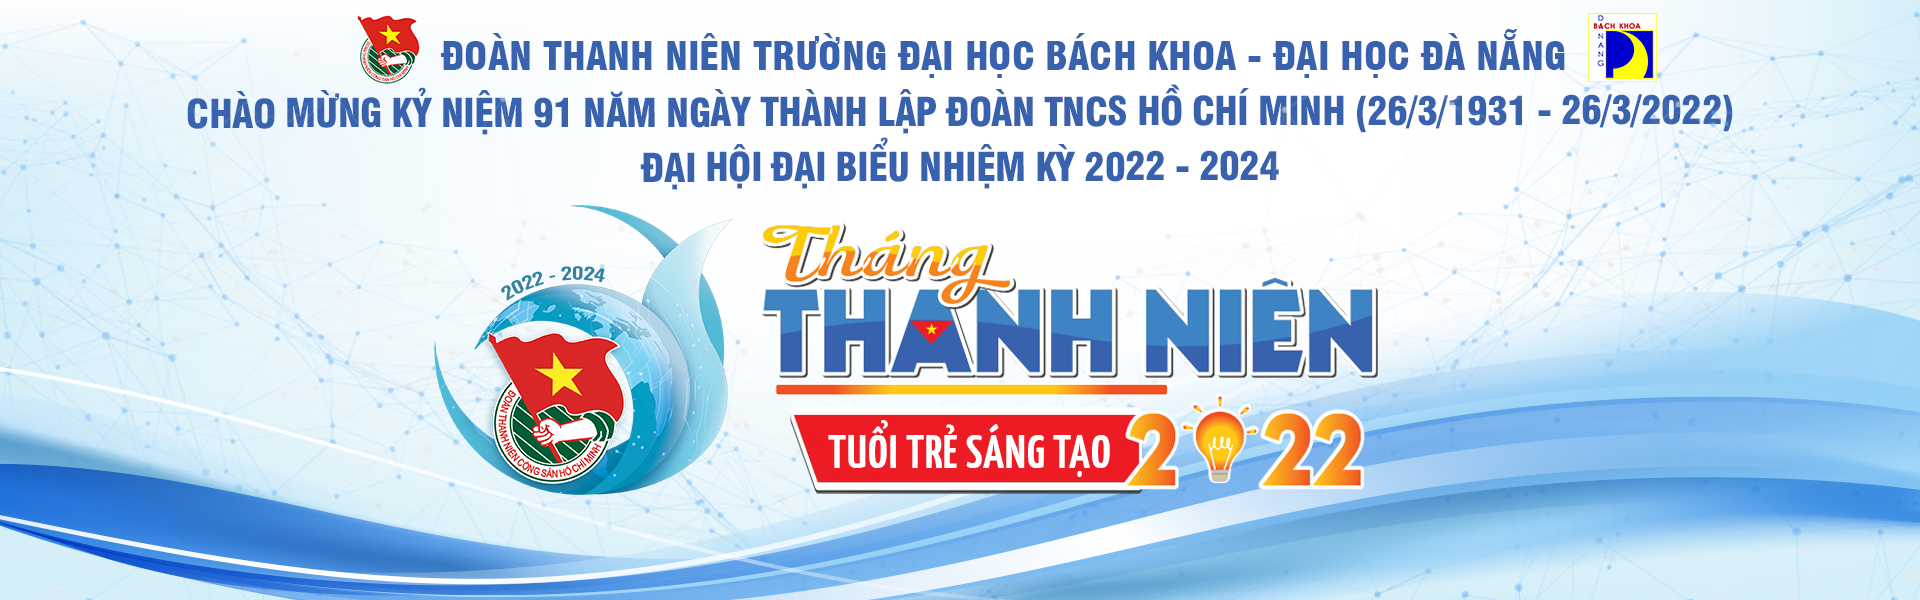 ĐOÀN THANH NIÊN TRƯỜNG ĐẠI HỌC BÁCH KHOA - ĐẠI HỌC ĐÀ NẴNG
BÁCH KHOA
DANANG
CHÀO MỪNG KỶ NIỆM 91 NĂM NGÀY THÀNH LẬP ĐOÀN TNCS HỒ CHÍ MINH (26/3/1931 - 26/3/2022)
ĐẠI HỘI ĐẠI BIỂU NHIỆM KỲ 2022 - 2024
2022 - 2024
ĐOÀN THANH NIÊN CỘNG SẢN HỒ CHÍ MINH
Tháng
THANH NIÊN
TUỔI TRẺ SÁNG TẠO 2022